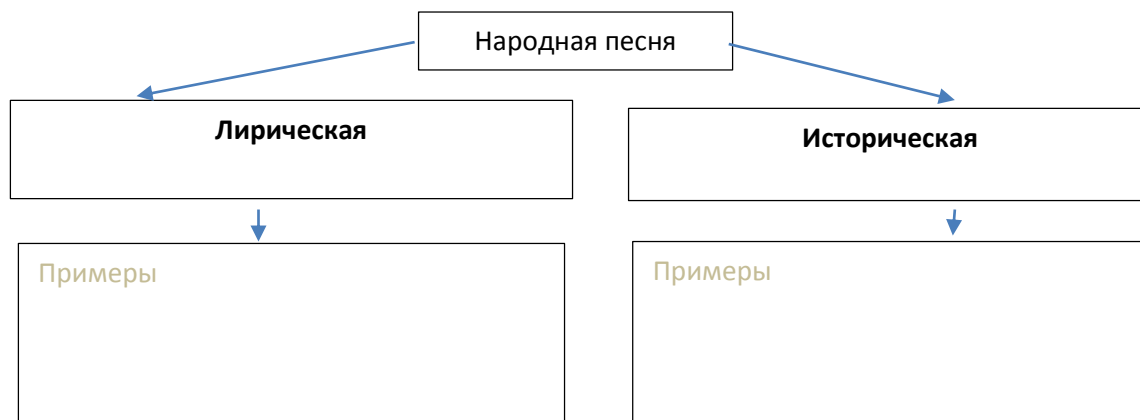 Народная песня
Лирическая
Историческая
Примеры
Примеры